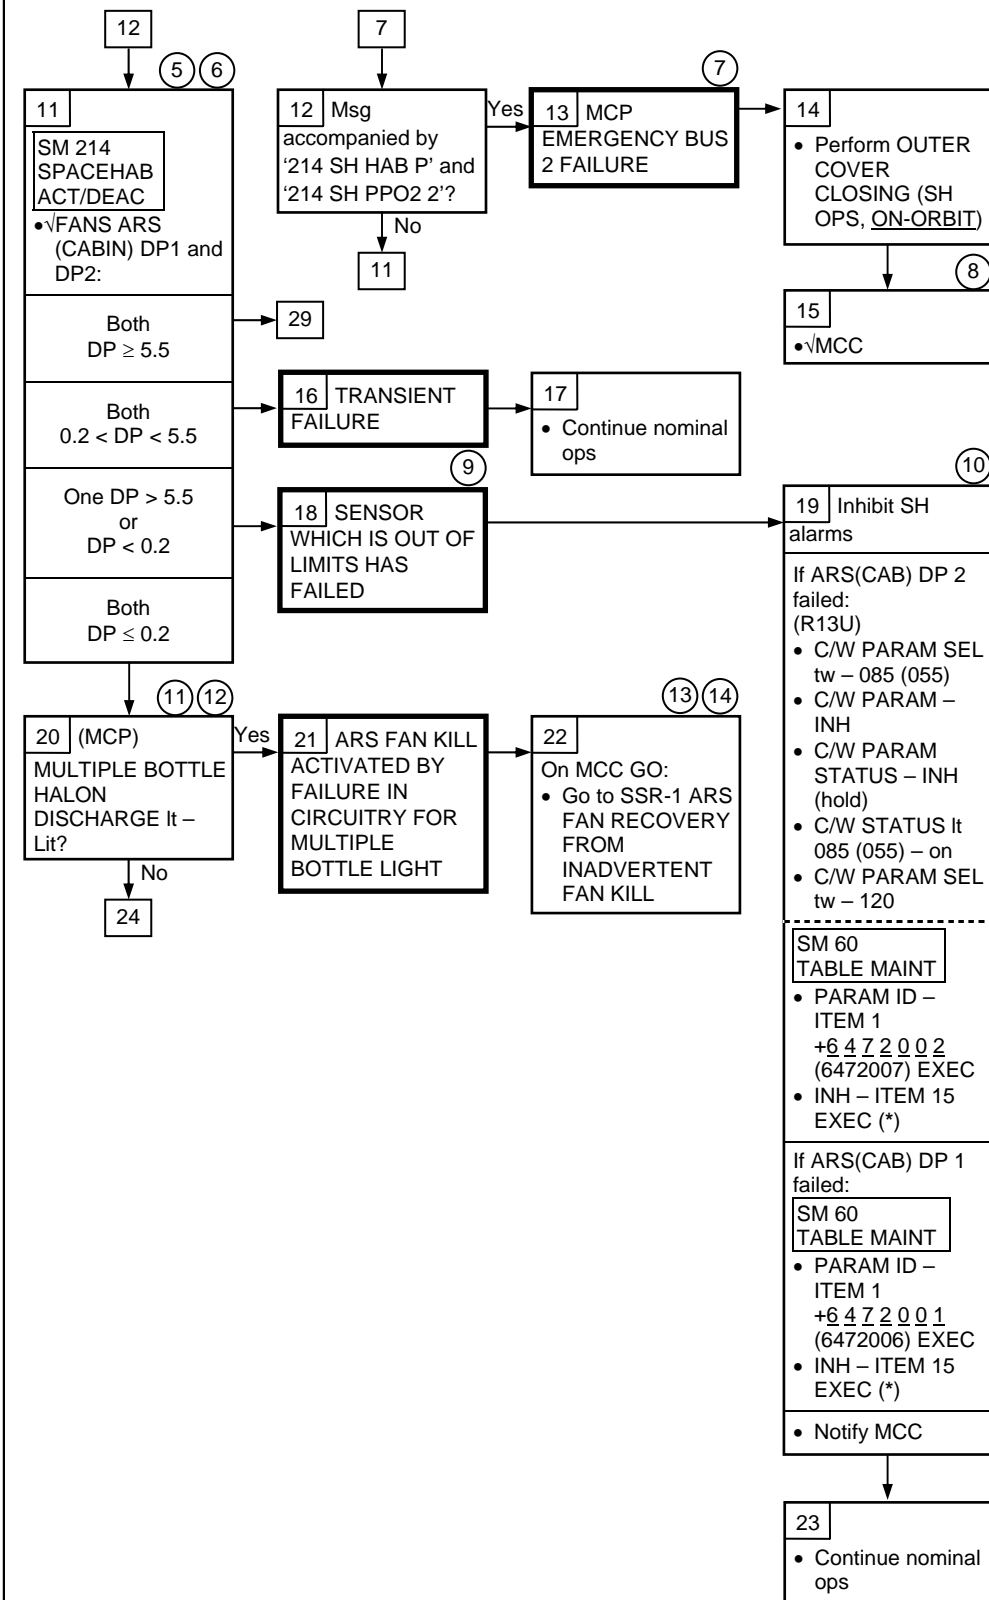 12
5 6
11
SM 214
SPACEHAB
ACT/DEAC
•√FANS ARS
(CABIN) DP1 and
DP2:
Both
DP ≥ 5.5
Both
0.2 < DP < 5.5
One DP > 5.5
or
DP < 0.2
Both
DP ≤ 0.2
7
12 Msg
accompanied by
‘214 SH HAB P’ and
‘214 SH PPO2 2’?
Yes
No
11
7
13 MCP
EMERGENCY BUS
2 FAILURE
14
• Perform OUTER
COVER
CLOSING (SH
OPS, ON-ORBIT)
8
15
•√MCC
29
16 TRANSIENT
FAILURE
17
• Continue nominal
ops
9
18 SENSOR
WHICH IS OUT OF
LIMITS HAS
FAILED
10
19 Inhibit SH
alarms
If ARS(CAB) DP 2
failed:
(R13U)
• C/W PARAM SEL
tw – 085 (055)
• C/W PARAM –
INH
• C/W PARAM
STATUS – INH
(hold)
• C/W STATUS lt
085 (055) – on
• C/W PARAM SEL
tw – 120
SM 60
TABLE MAINT
• PARAM ID –
ITEM 1
+6 4 7 2 0 0 2
(6472007) EXEC
• INH – ITEM 15
EXEC (*)
If ARS(CAB) DP 1
failed:
SM 60
TABLE MAINT
• PARAM ID –
ITEM 1
+6 4 7 2 0 0 1
(6472006) EXEC
• INH – ITEM 15
EXEC (*)
• Notify MCC
23
• Continue nominal
ops
11 12
20 (MCP)
MULTIPLE BOTTLE
HALON
DISCHARGE lt –
Lit?
Yes
No
24
21 ARS FAN KILL
ACTIVATED BY
FAILURE IN
CIRCUITRY FOR
MULTIPLE
BOTTLE LIGHT
13 14
22
On MCC GO:
• Go to SSR-1 ARS
FAN RECOVERY
FROM
INADVERTENT
FAN KILL